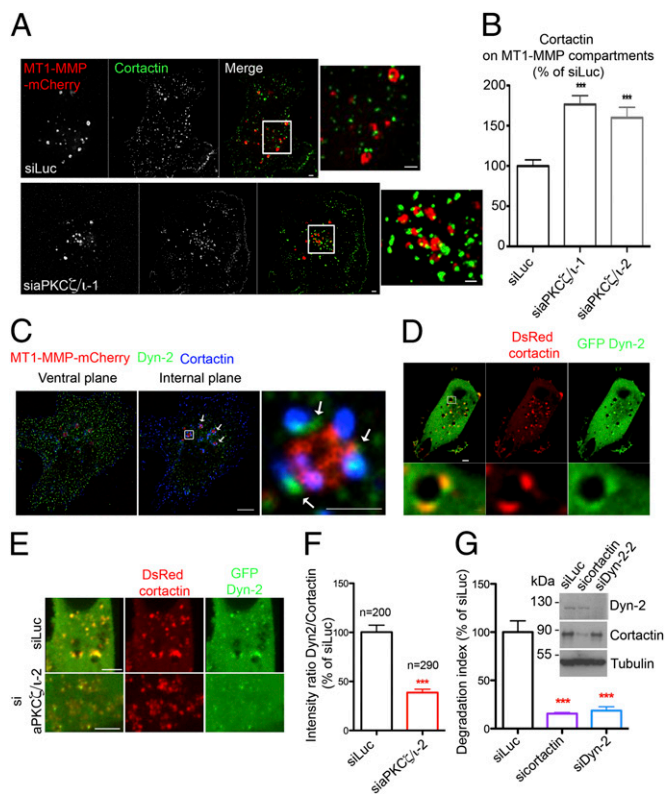 A
MT1-MMP
-mCherry
Cortactin
Merge
siLuc
siaPKCζ/ι-1
B
Cortactin
on MT1-MMP compartments
(% of siLuc)
200
150
100
50
0
***
***
siLuc
siaPKCζ/ι-1
siaPKCζ/ι-2
C
MT1-MMP-mCherry Dyn-2 Cortactin
Ventral plane
Internal plane
D
DsRed
cortactin
GFP Dyn-2
E
DsRed
cortactin
GFP
Dyn-2
siLuc
si
aPKCζ/ι-2
F
Intensity ratio Dyn2/Cortactin
(% of siLuc)
150
100
50
0
n=200
n=290
***
siLuc
siaPKCζ/ι-2
G
Degradation index (% of siLuc)
150
100
50
0
kDa
siLuc
sicortactin
siDyn-2-2
130
90
55
Dyn-2
Cortactin
Tubulin
***
***
siLuc
sicortactin
siDyn-2